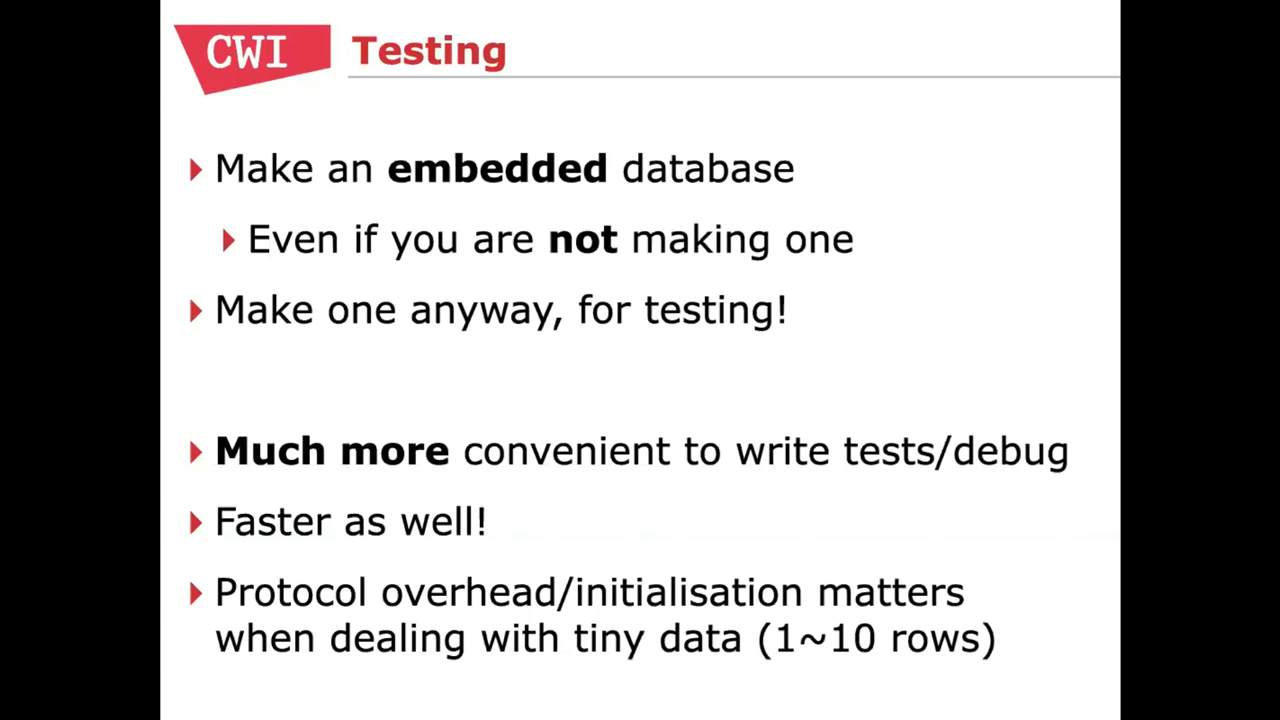 CWI
Testing
Make an embedded database
Even if you are not making one
Make one anyway, for testing!
Much more convenient to write tests/debug
Faster as well!
Protocol overhead/initialisation matters
when dealing with tiny data (1~10 rows)